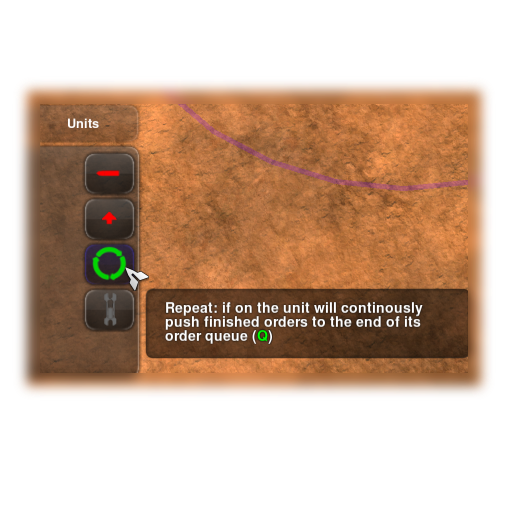 Units
Repeat: if on the unit will continously
push finished orders to the end of its
order queue (Q)